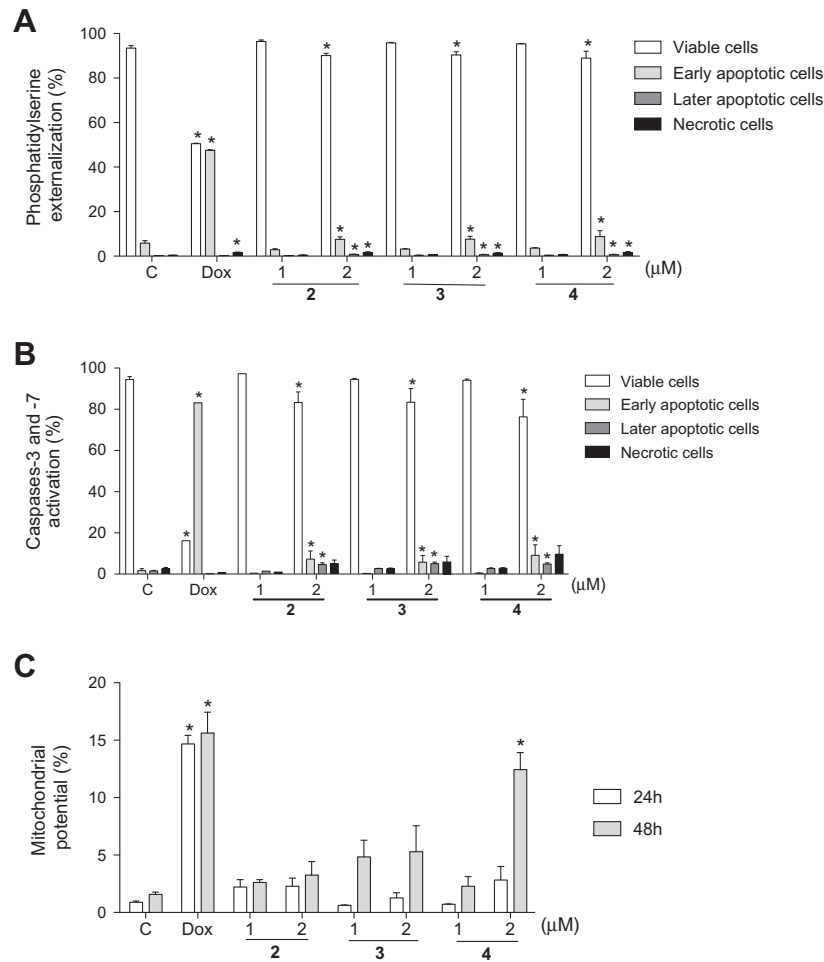 A
Phosphatidylserine
externalization (%)
100
80
60
40
20
0
* * *
* * * *
* * * *
* * * *
C Dox 1 2 1 2 1 2 (μM)
2 3 4
Viable cells
Early apoptotic cells
Later apoptotic cells
Necrotic cells
B
Caspases-3 and -7
activation (%)
100
80
60
40
20
0
* *
* * *
* * *
* * *
C Dox 1 2 1 2 1 2 (μM)
2 3 4
Viable cells
Early apoptotic cells
Later apoptotic cells
Necrotic cells
C
Mitochondrial
potential (%)
20
15
10
5
0
* *
*
C Dox 1 2 1 2 1 2 (μM)
2 3 4
24h
48h